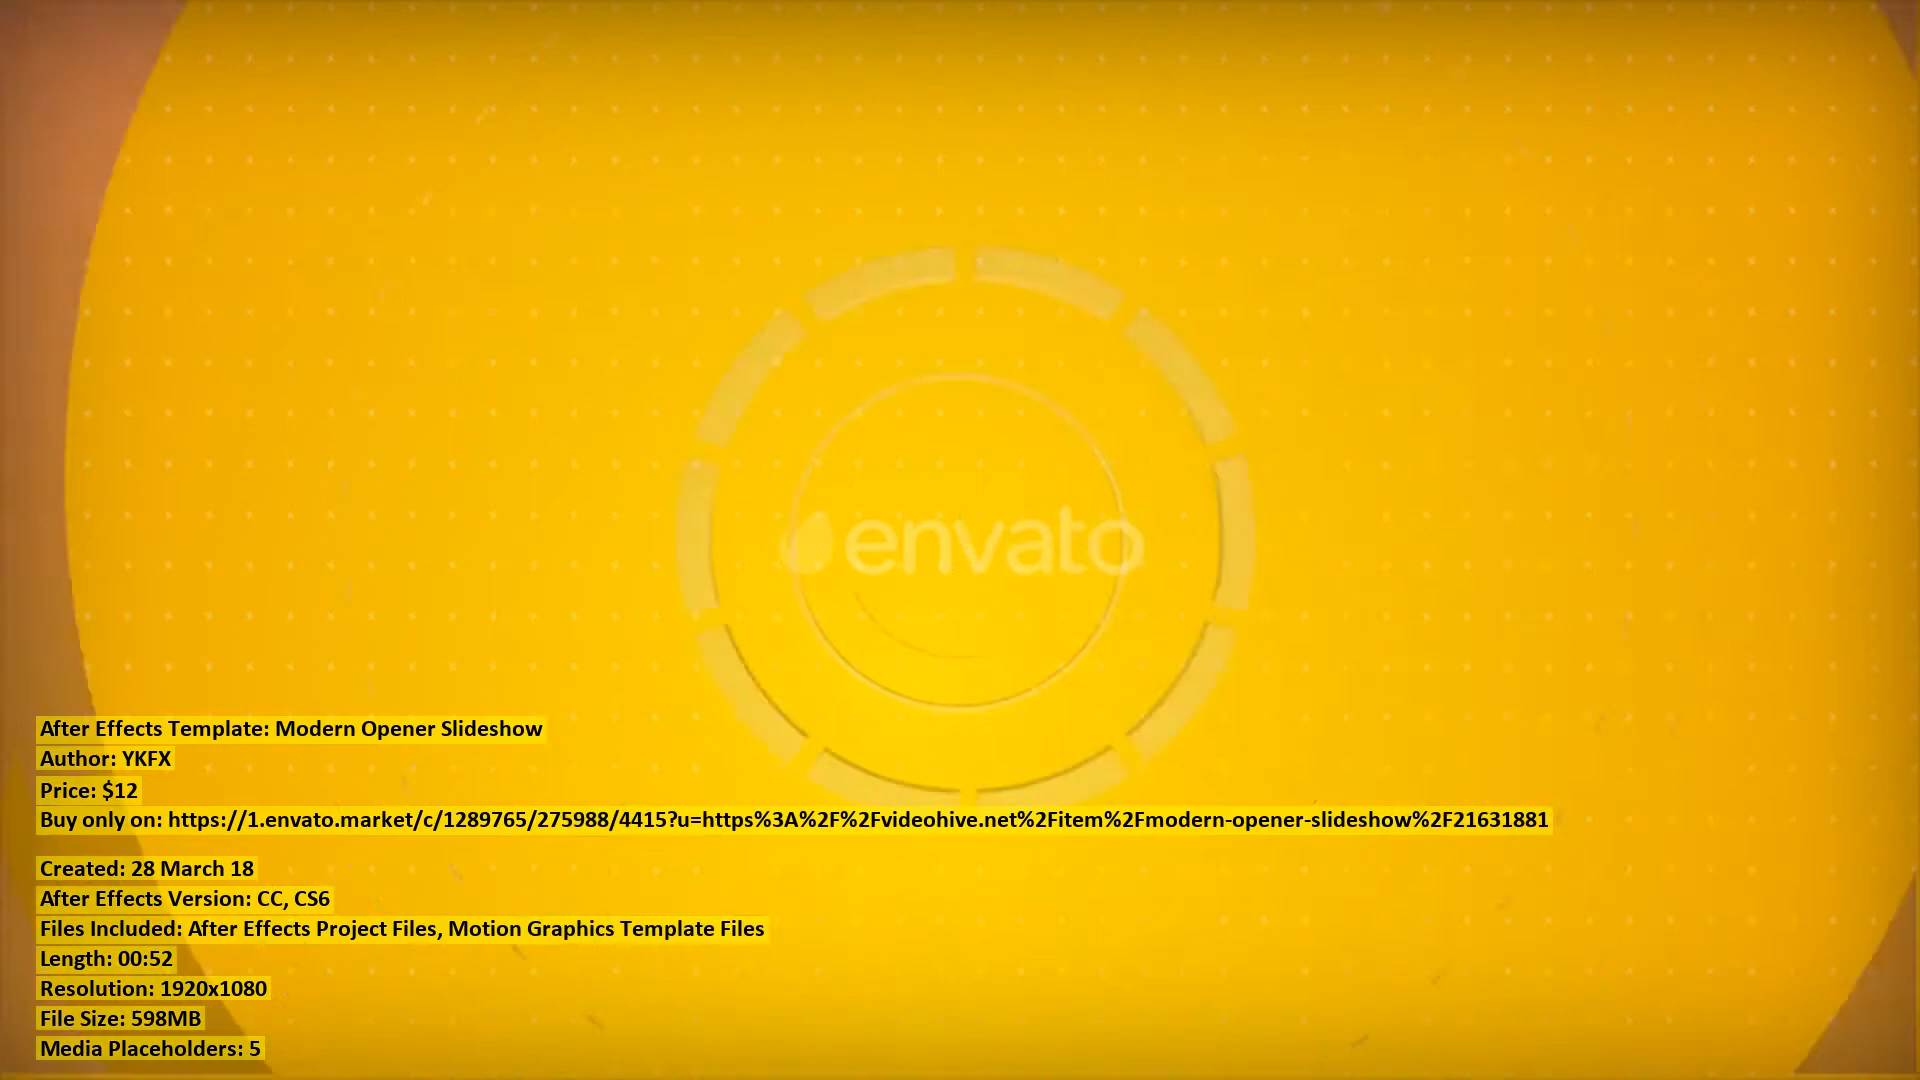 envato
After Effects Template: Modern Opener Slideshow
Author: YKFX
Price: $12
Buy only on: https://1.envato.market/c/1289765/275988/4415?u=https%3A%2F%2Fvideohive.net%2Fitem%2Fmodern-opener-slideshow%2F21631881
Created: 28 March 18
After Effects Version: CC, CS6
Files Included: After Effects Project Files, Motion Graphics Template Files
Length: 00:52
Resolution: 1920x1080
File Size: 598MB
Media Placeholders: 5